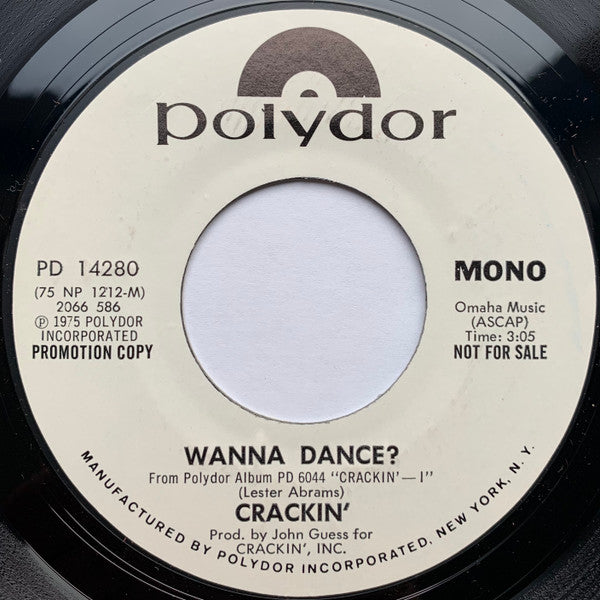 polydor
PD 14280
(75 NP 1212-M)
2066 586
Ⓟ 1975 POLYDOR
INCORPORATED
PROMOTION COPY
MONO
Omaha Music
(ASCAP)
Time: 3:05
NOT FOR SALE
WANNA DANCE?
From Polydor Album PD 6044 "CRACKIN' — I"
(Lester Abrams)
CRACKIN'
Prod. by John Guess for
CRACKIN', INC.
MANUFACTURED BY POLYDOR INCORPORATED, NEW YORK, N.Y.